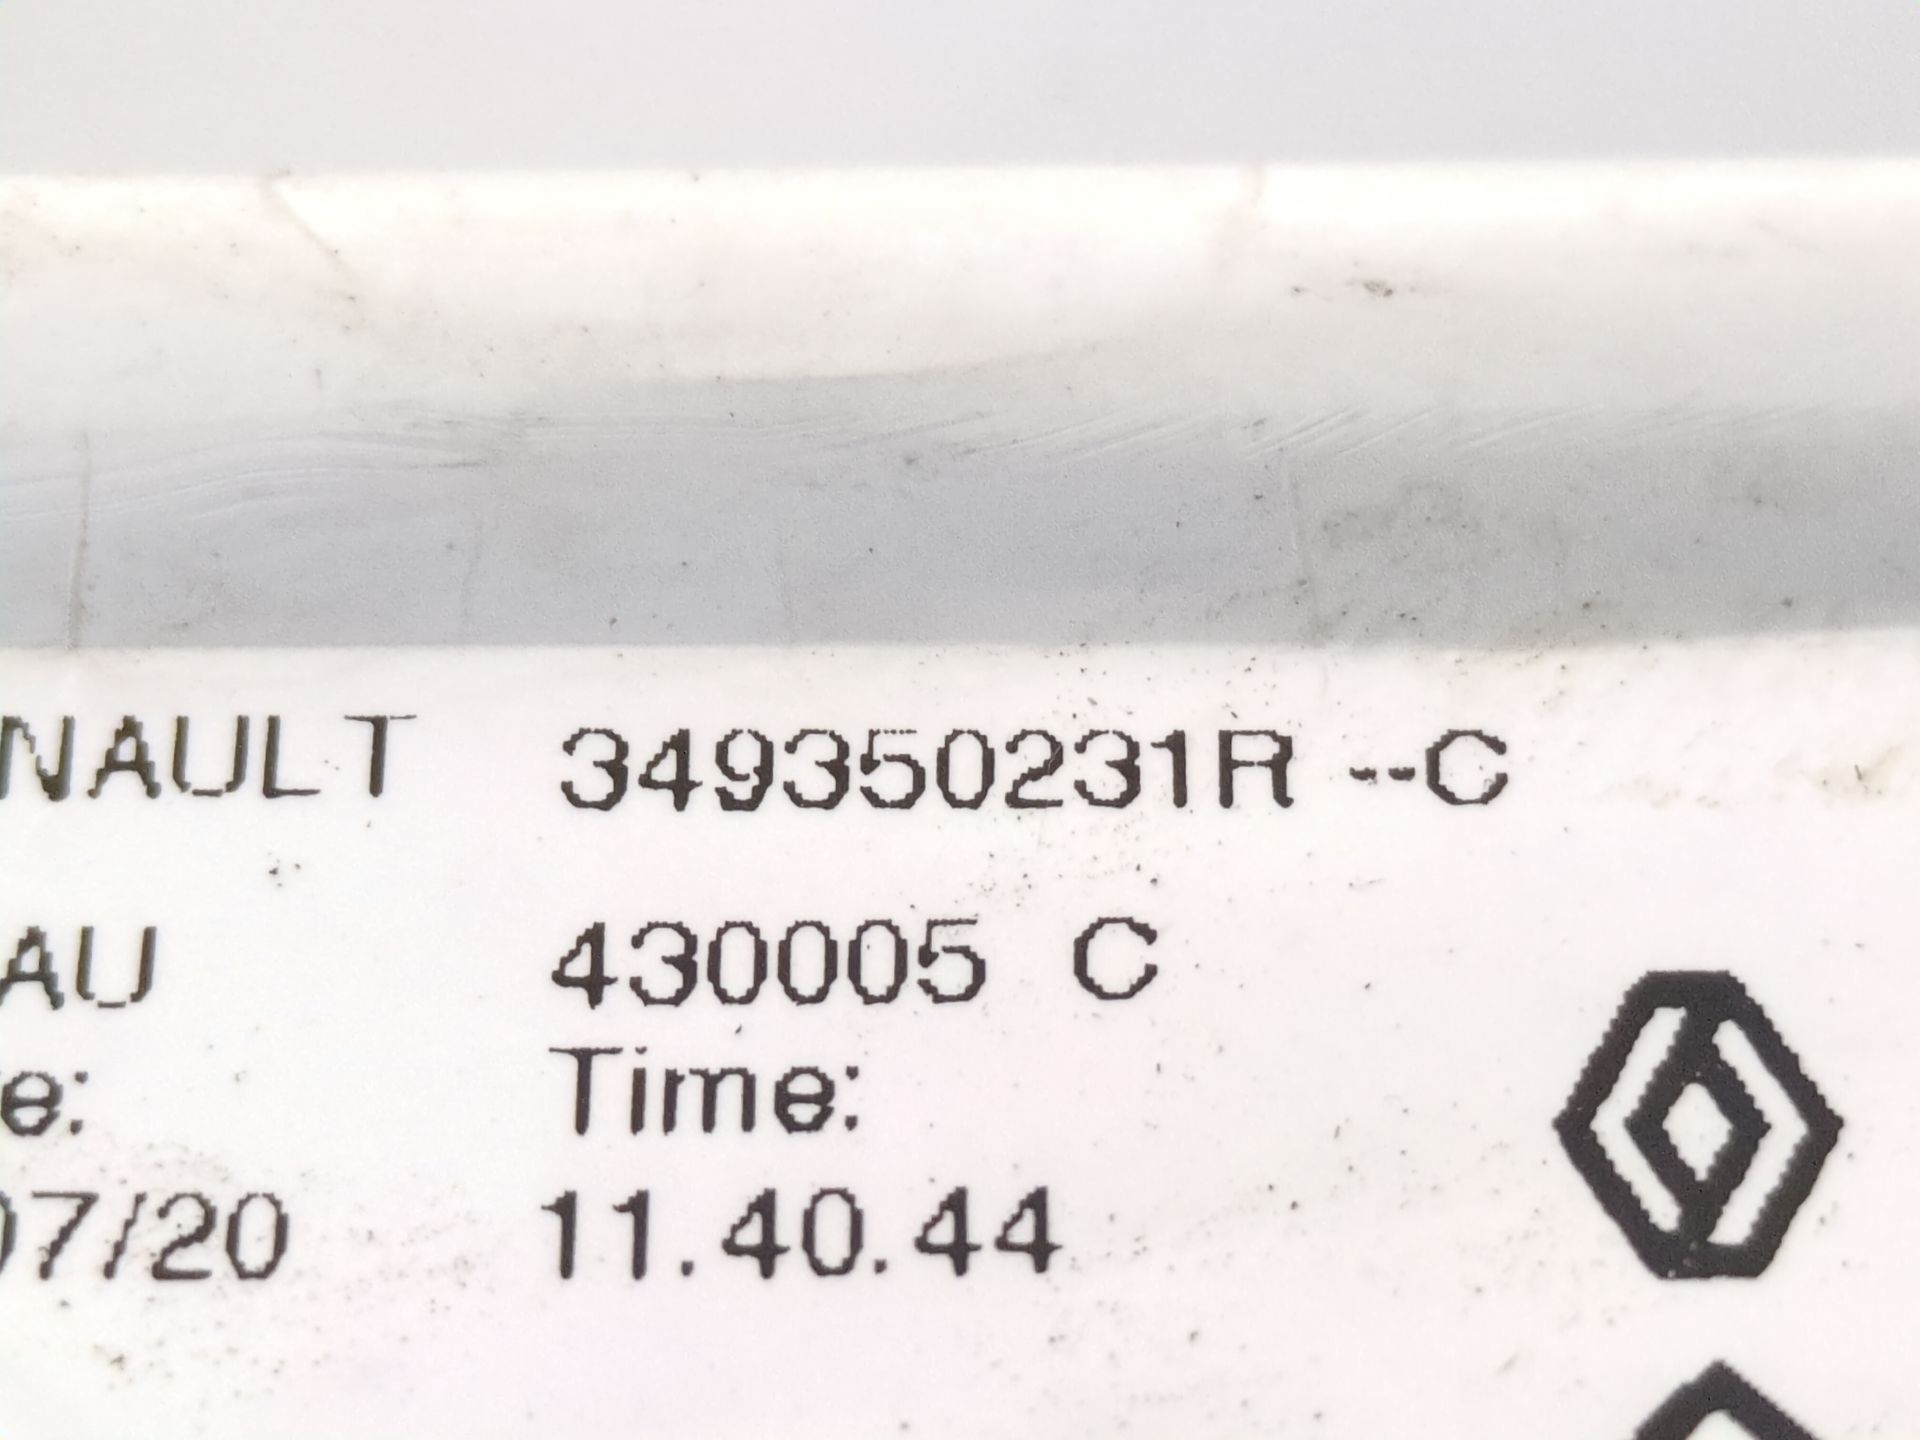 NAULT 349350231R --C
AU 430005 C
e: Time:
07/20 11.40.44